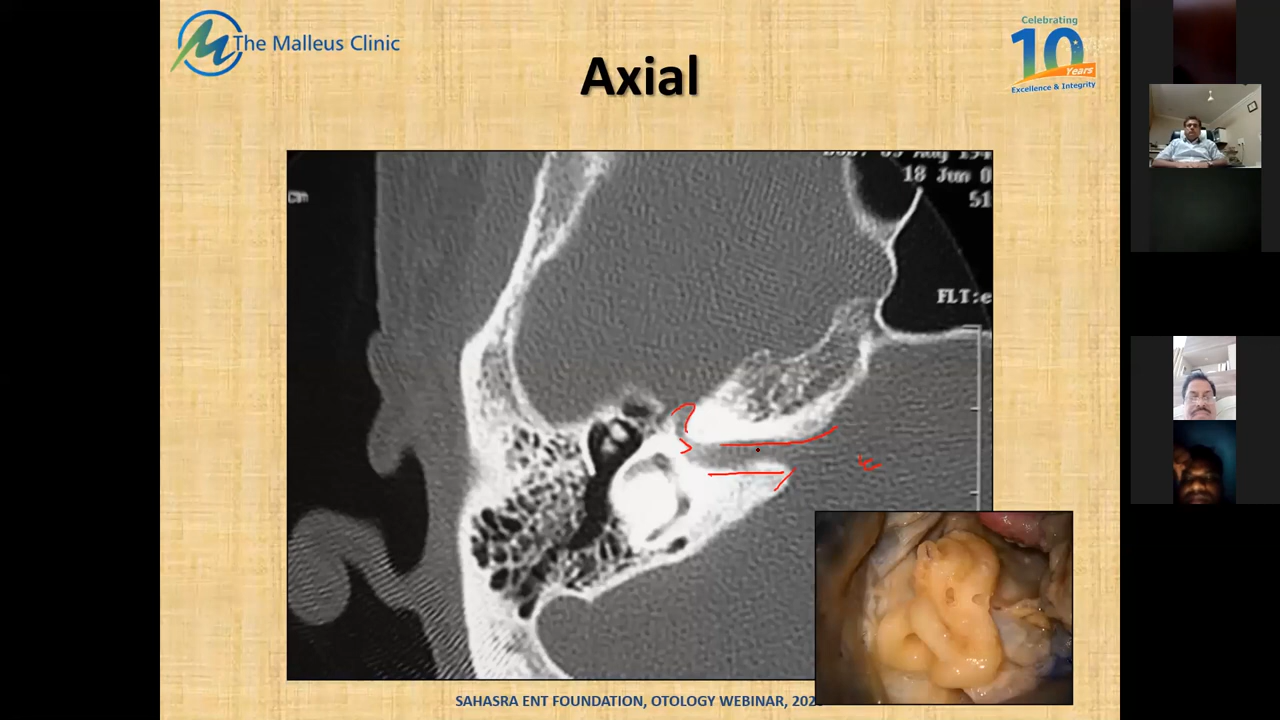 The Malleus Clinic
Celebrating
10
Years
Excellence & Integrity
Axial
18 Jun 0
51
cm
FLT:e
SAHASRA ENT FOUNDATION, OTOLOGY WEBINAR,